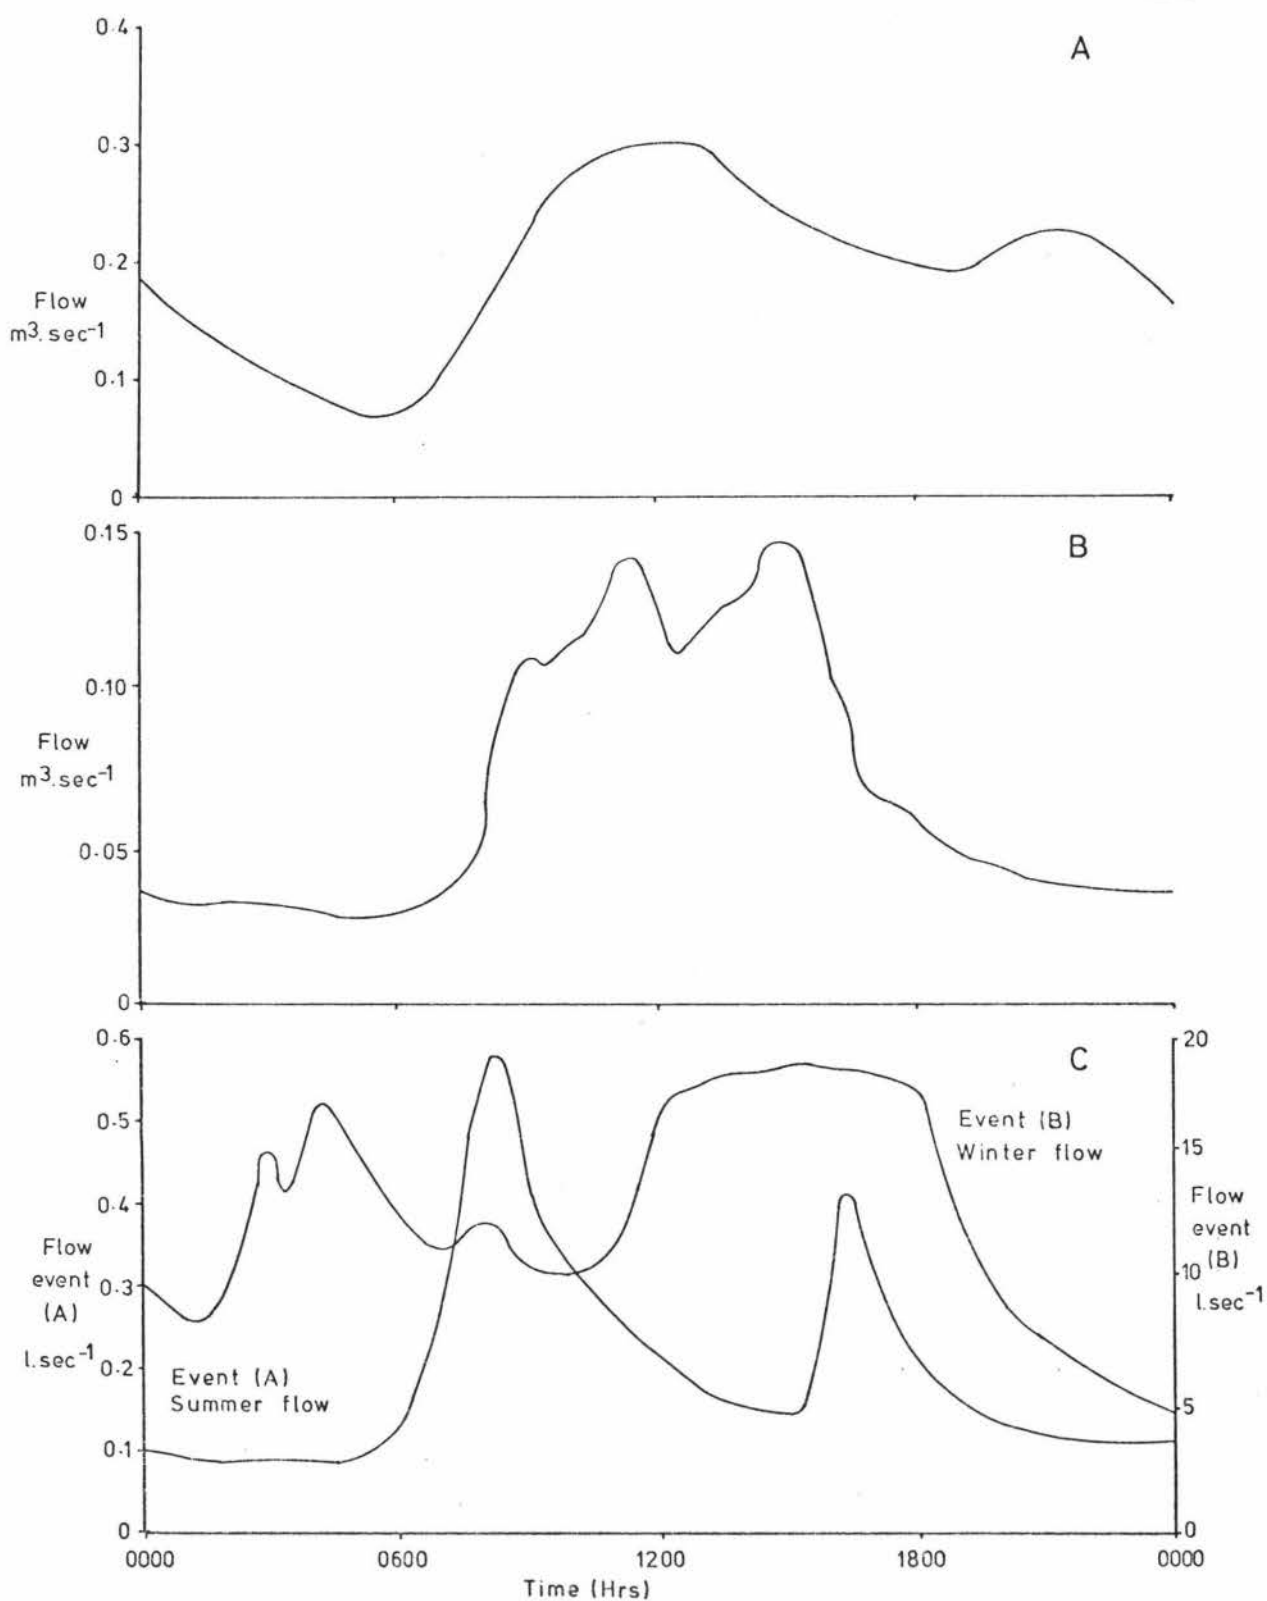 A
0.4
0.3
0.2
0.1
0
Flow
m³.sec⁻¹
B
0.15
0.10
0.05
0
Flow
m³.sec⁻¹
C
0.6
0.5
0.4
0.3
0.2
0.1
0
Flow
event
(A)
l.sec⁻¹
Event (A)
Summer flow
Event (B)
Winter flow
20
15
10
5
0
Flow
event
(B)
l.sec⁻¹
0000
0600
1200
1800
0000
Time (Hrs)